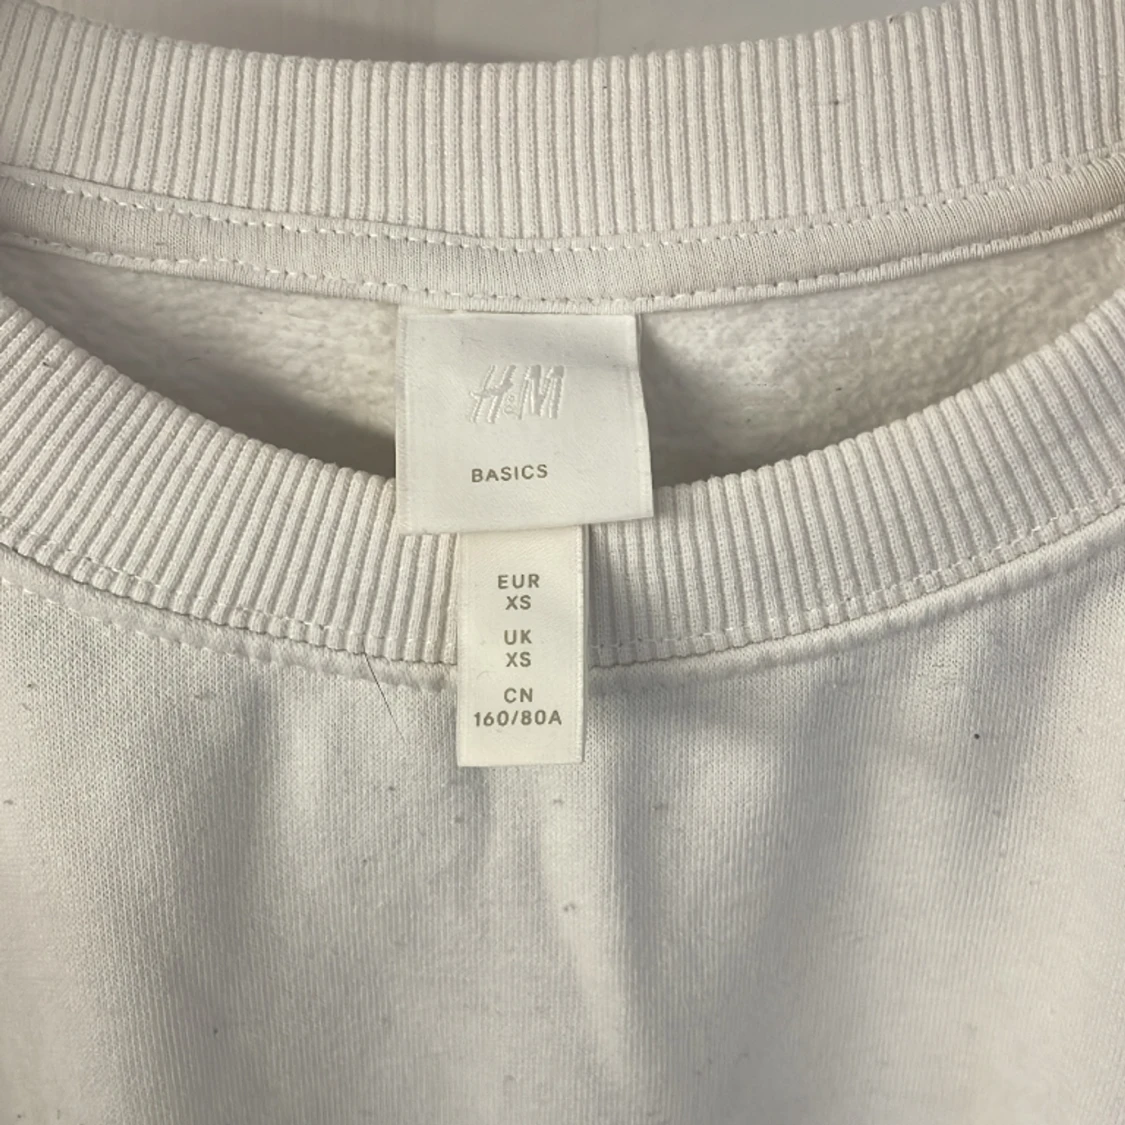 H&M
BASICS
EUR
XS
UK
XS
CN
160/80A